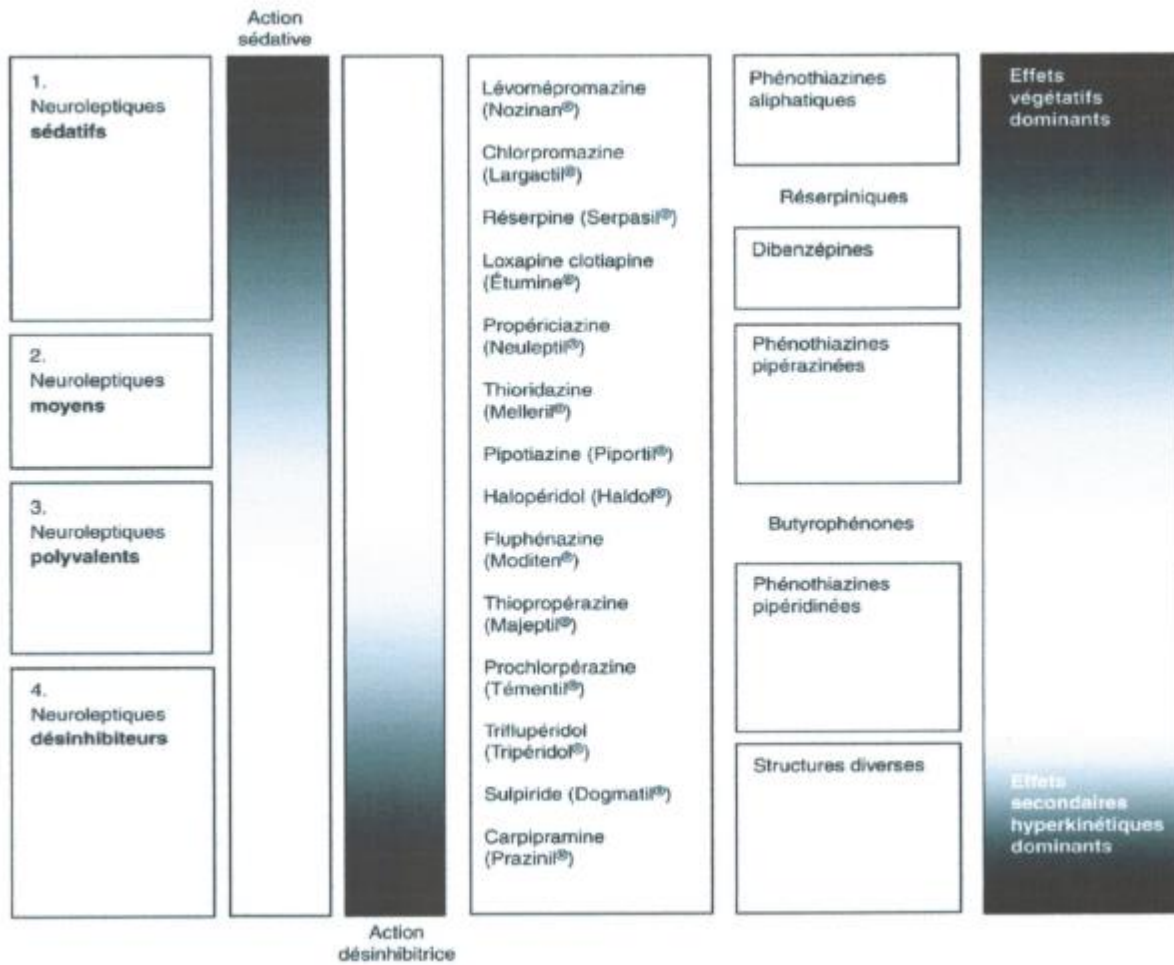 Action
sédative
1.
Neuroleptiques
sédatifs
2.
Neuroleptiques
moyens
3.
Neuroleptiques
polyvalents
4.
Neuroleptiques
désinhibiteurs
Action
désinhibitrice
Lévomépromazine
(Nozinan®)
Chlorpromazine
(Largactil®)
Réserpine (Serpasil®)
Loxapine clotiapine
(Étumine®)
Propériciazine
(Neuleptil®)
Thioridazine
(Melleril®)
Pipotiazine (Piportil®)
Halopéridol (Haldol®)
Fluphénazine
(Moditen®)
Thiopropérazine
(Majeptil®)
Prochlorpérazine
(Témentil®)
Triflupéridol
(Tripéridol®)
Sulpiride (Dogmatil®)
Carpipramine
(Prazinil®)
Phénothiazines
aliphatiques
Réserpiniques
Dibenzépines
Phénothiazines
pipérazinées
Butyrophénones
Phénothiazines
pipéridinées
Structures diverses
Effets
végétatifs
dominants
Effets
secondaires
hyperkinétiques
dominants